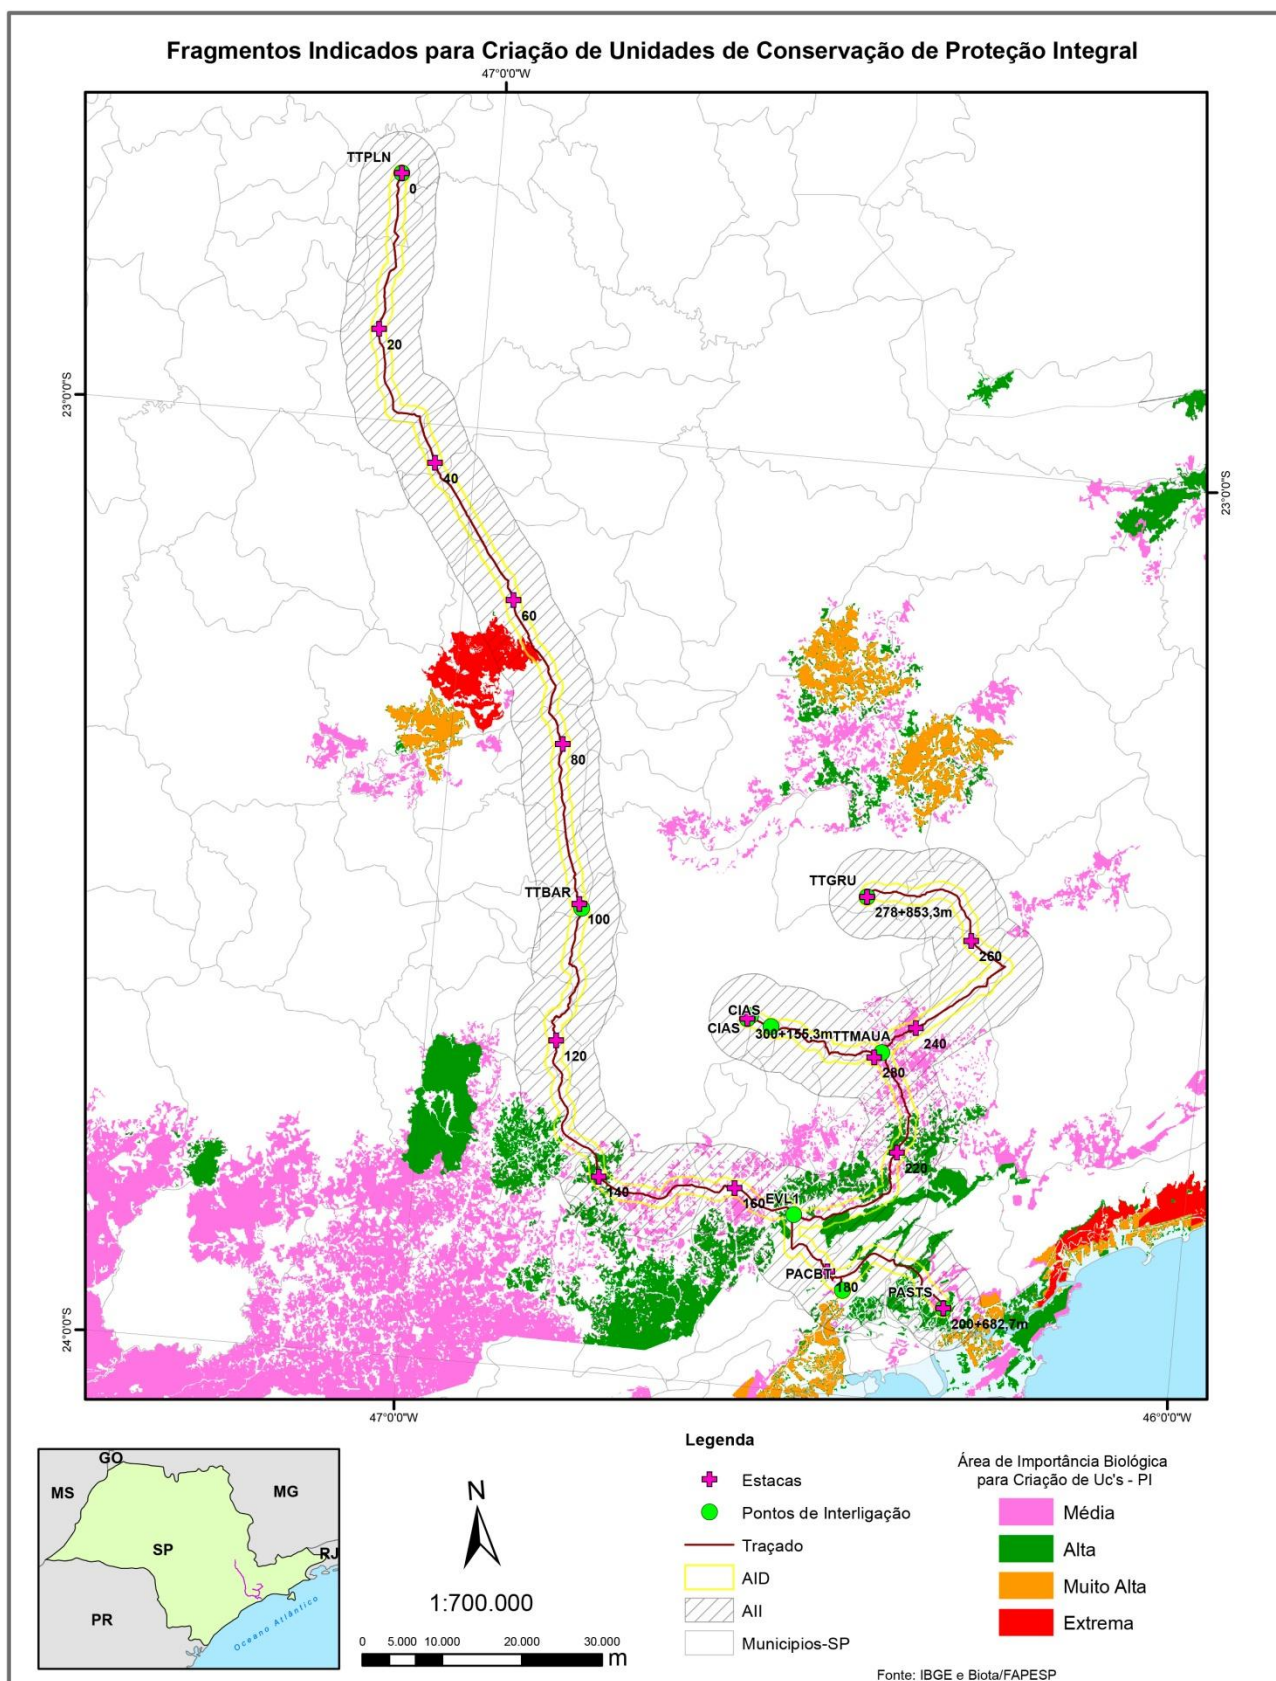 Fragmentos Indicados para Criação de Unidades de Conservação de Proteção Integral
47°0'0"W
TTPLN
0
20
23°0'0"S
40
23°0'0"S
60
80
TTBAR
100
TTGRU
278+853,3m
260
CIAS
CIAS
300+155,3m
TTMAUA
240
120
280
220
140
160
EVL1
PACBT
180
PASTS
200+682,7m
24°0'0"S
47°0'0"W
46°0'0"W
GO
MS
MG
SP
RJ
PR
Oceano Atlântico
N
1:700.000
0 5.000 10.000 20.000 30.000
m
Legenda
Estacas
Pontos de Interligação
Traçado
AID
AII
Municipios-SP
Área de Importância Biológica
para Criação de Uc's - PI
Média
Alta
Muito Alta
Extrema
Fonte: IBGE e Biota/FAPESP